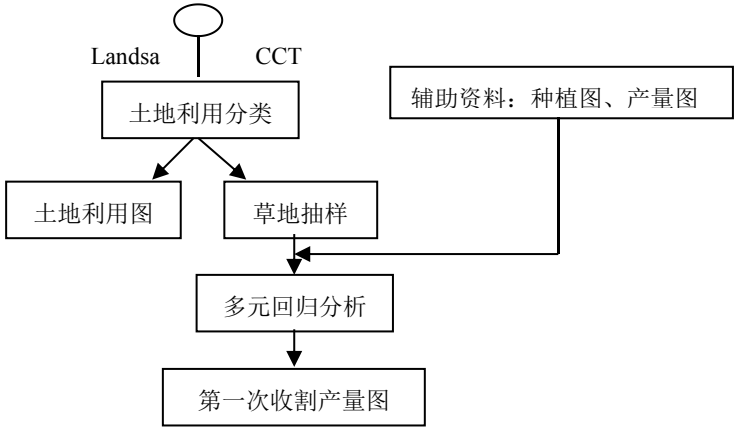 Landsa CCT
土地利用分类
辅助资料：种植图、产量图
土地利用图
草地抽样
多元回归分析
第一次收割产量图